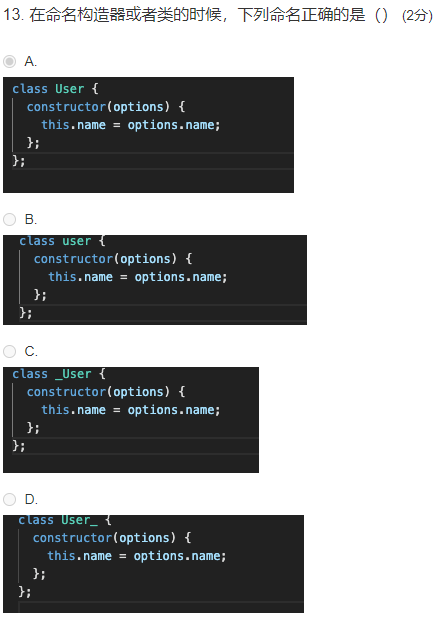 13. 在命名构造器或者类的时候，下列命名正确的是（） (2分)
A.
class User {
constructor(options) {
this.name = options.name;
};
};
B.
class user {
constructor(options) {
this.name = options.name;
};
};
C.
class _User {
constructor(options) {
this.name = options.name;
};
};
D.
class User_ {
constructor(options) {
this.name = options.name;
};
};